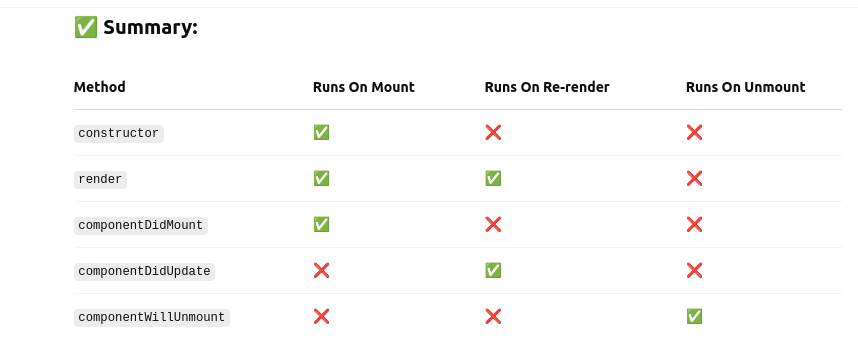 ✅ Summary:
Method Runs On Mount Runs On Re-render Runs On Unmount
constructor ✅ ❌ ❌
render ✅ ✅ ❌
componentDidMount ✅ ❌ ❌
componentDidUpdate ❌ ✅ ❌
componentWillUnmount ❌ ❌ ✅